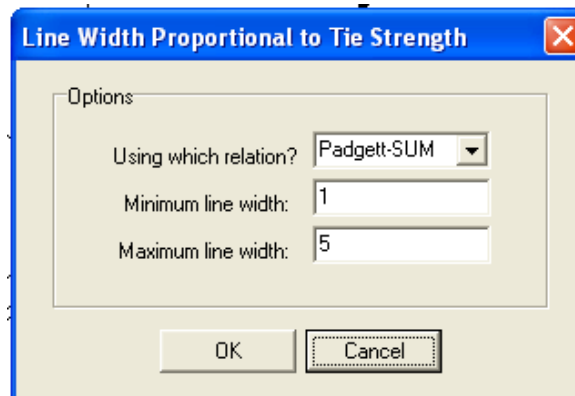 Line Width Proportional to Tie Strength
Options
Using which relation? Padgett-SUM
Minimum line width: 1
Maximum line width: 5
OK Cancel